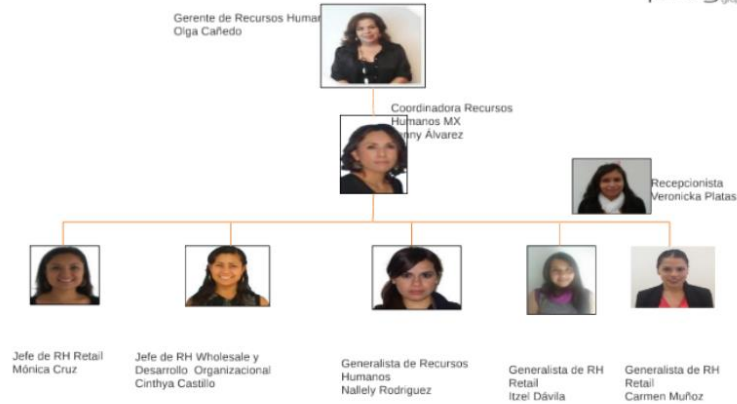 Gerente de Recursos Humar
Olga Cañedo
Coordinadora Recursos
Humanos MX
Álvarez
Recepcionista
Veronicka Platas
Jefe de RH Retail
Mónica Cruz
Jefe de RH Wholesale y
Desarrollo Organizacional
Cinthya Castillo
Generalista de Recursos
Humanos
Nallely Rodriguez
Generalista de RH
Retail
Itzel Dávila
Generalista de RH
Retail
Carmen Muñoz